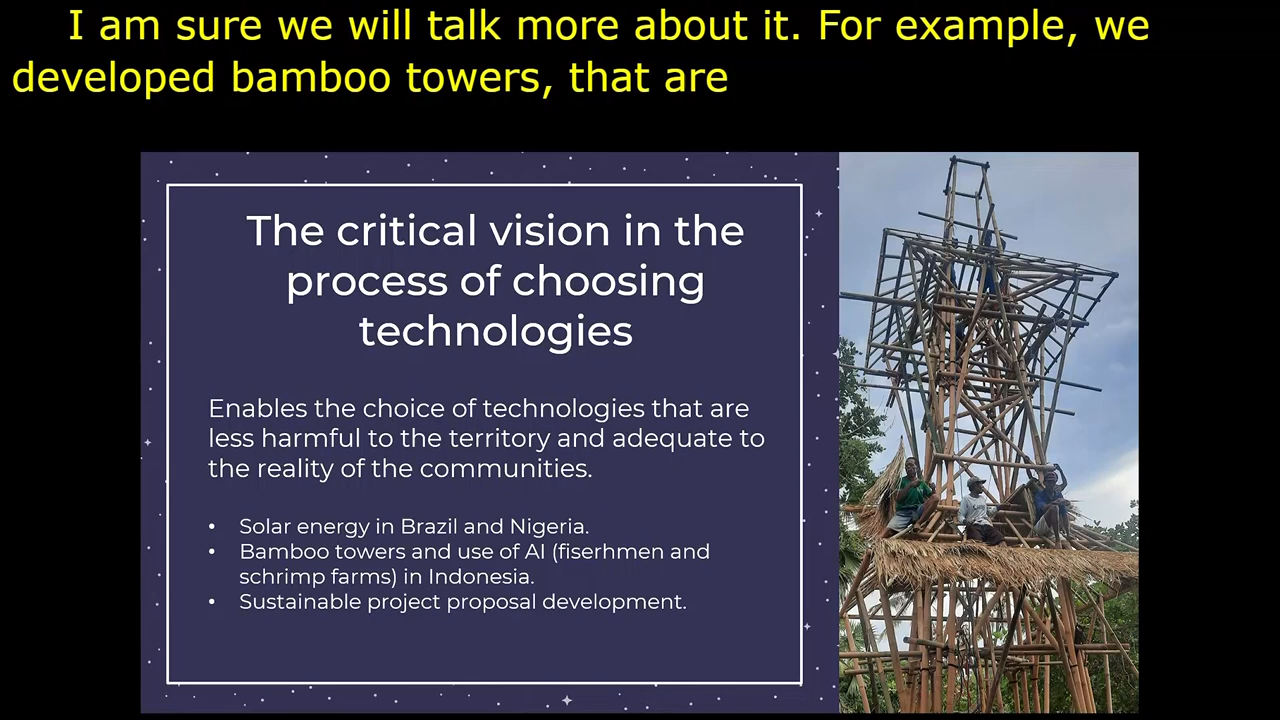 I am sure we will talk more about it. For example, we
developed bamboo towers, that are
The critical vision in the
process of choosing
technologies
Enables the choice of technologies that are
less harmful to the territory and adequate to
the reality of the communities.
• Solar energy in Brazil and Nigeria.
• Bamboo towers and use of AI (fiserhmen and
schrimp farms) in Indonesia.
• Sustainable project proposal development.